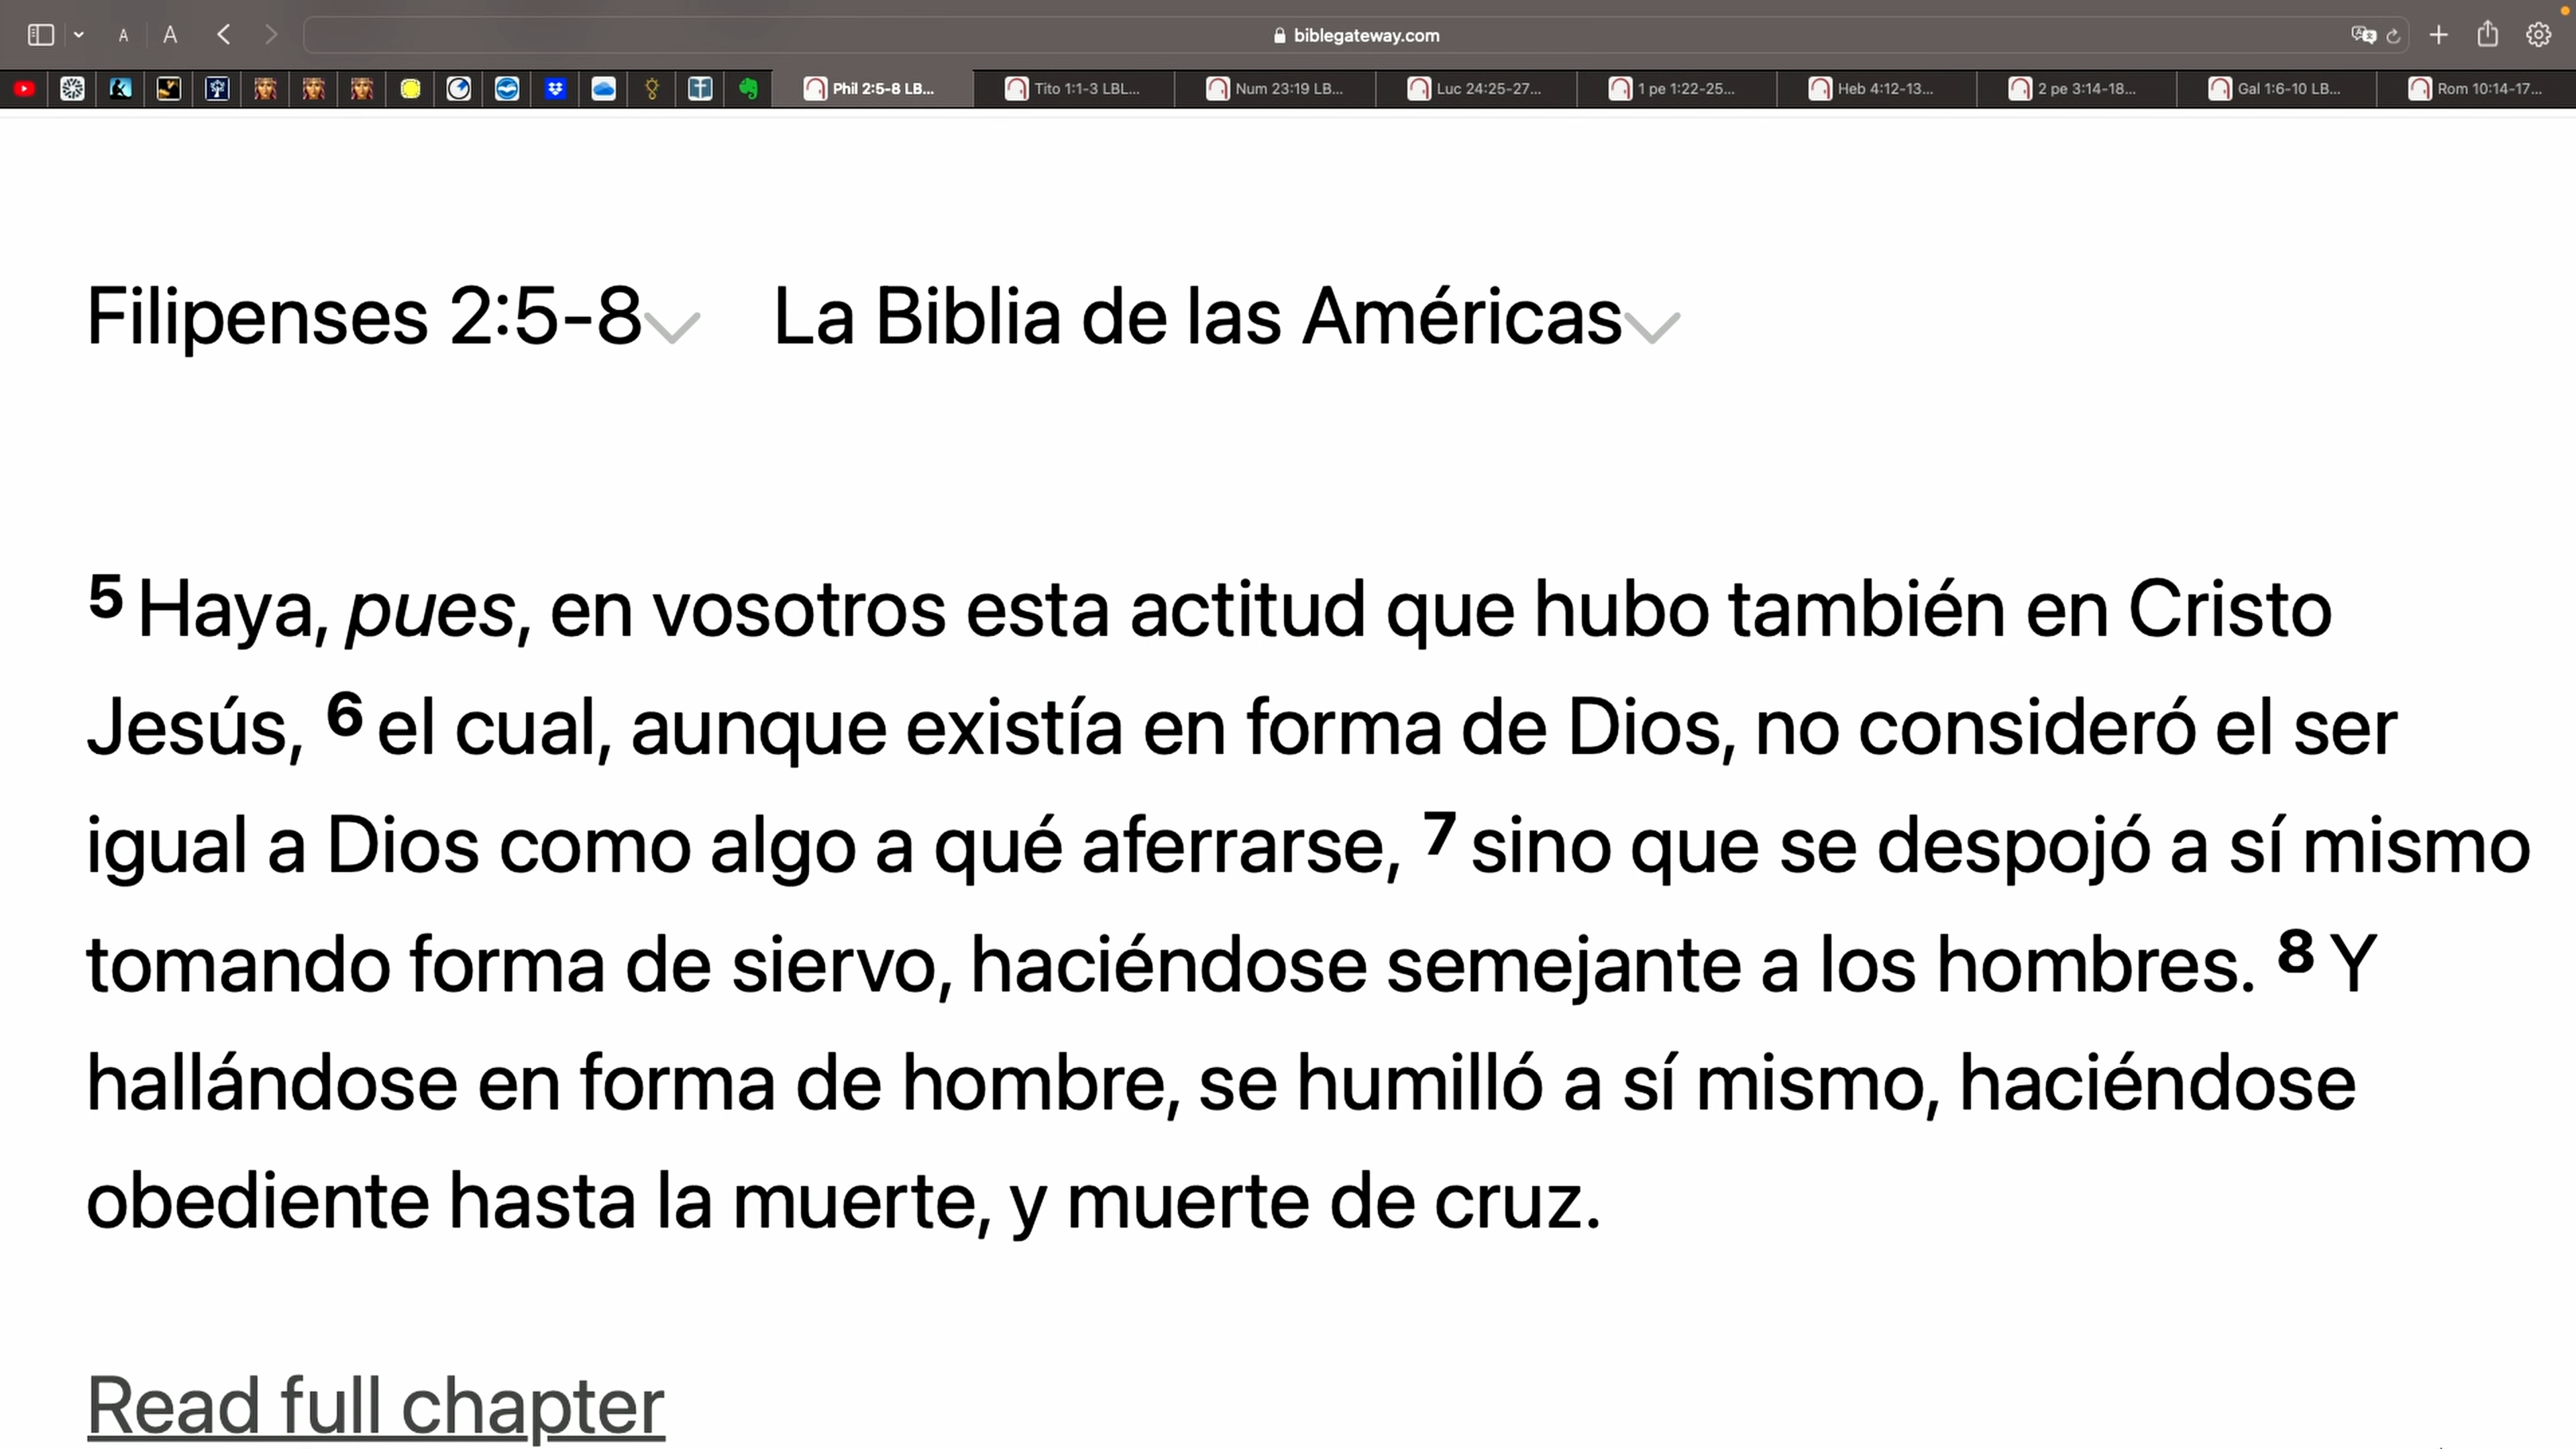 A A biblegateway.com
Phil 2:5-8 LB... Tito 1:1-3 LBL... Num 23:19 LB... Luc 24:25-27... 1 pe 1:22-25... Heb 4:12-13... 2 pe 3:14-18... Gal 1:6-10 LB... Rom 10:14-17...
Filipenses 2:5-8 La Biblia de las Américas
5 Haya, pues, en vosotros esta actitud que hubo también en Cristo
Jesús, 6 el cual, aunque existía en forma de Dios, no consideró el ser
igual a Dios como algo a qué aferrarse, 7 sino que se despojó a sí mismo
tomando forma de siervo, haciéndose semejante a los hombres. 8 Y
hallándose en forma de hombre, se humilló a sí mismo, haciéndose
obediente hasta la muerte, y muerte de cruz.
Read full chapter